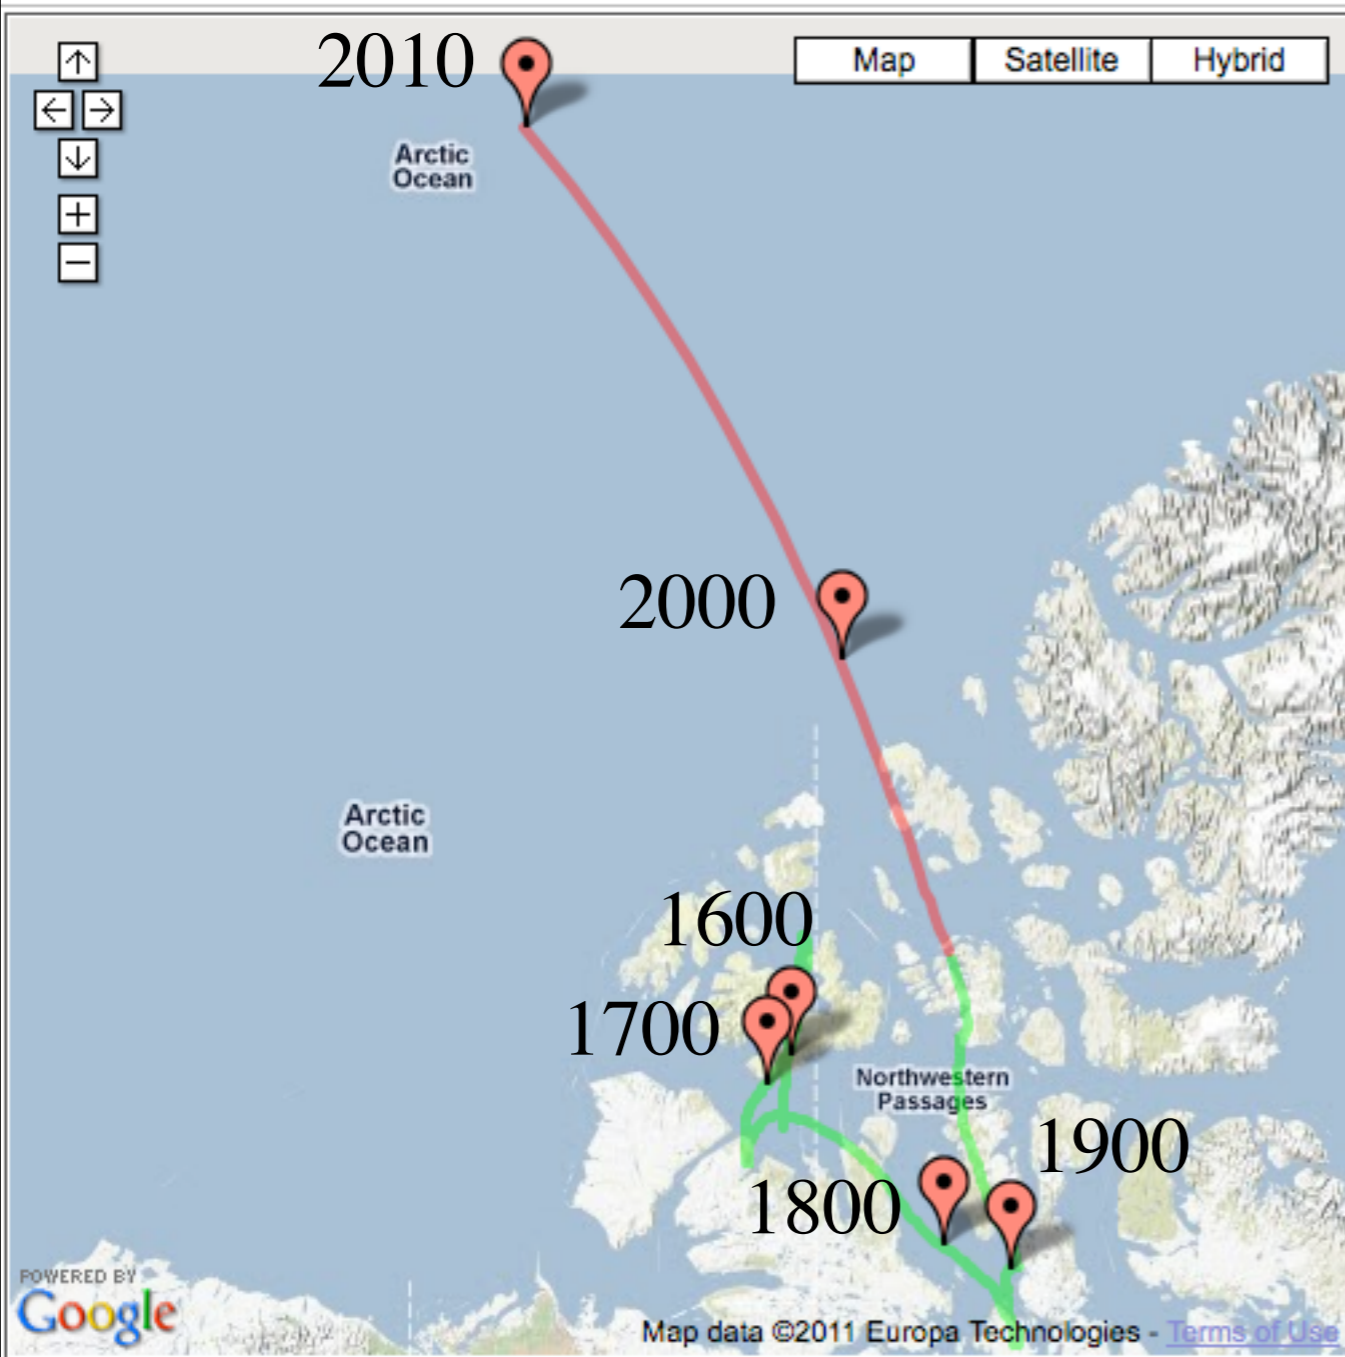 2010
Map
Satellite
Hybrid
Arctic
Ocean
2000
Arctic
Ocean
1600
1700
Northwestern
Passages
1900
1800
POWERED BY
Google
Map data ©2011 Europa Technologies - Terms of Use